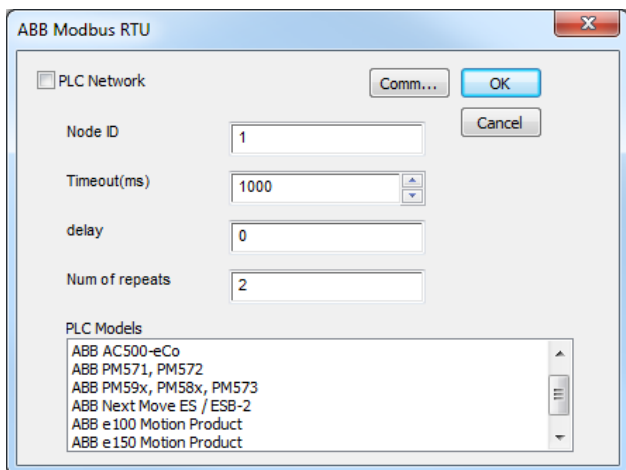 ABB Modbus RTU
PLC Network
Comm...
OK
Cancel
Node ID
1
Timeout(ms)
1000
delay
0
Num of repeats
2
PLC Models
ABB AC500-eCo
ABB PM571, PM572
ABB PM59x, PM58x, PM573
ABB Next Move ES / ESB-2
ABB e100 Motion Product
ABB e150 Motion Product